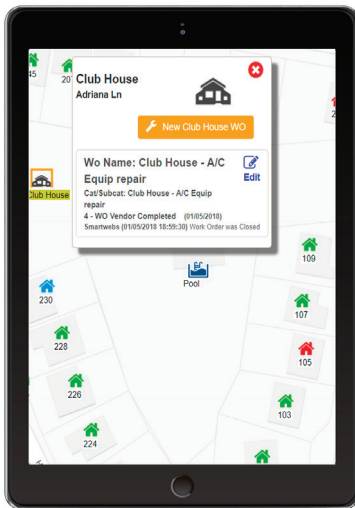 45
207
Club House
Adriana Ln
New Club House WO
Wo Name: Club House - A/C
Equip repair
Edit
Cat/Subcat: Club House - A/C Equip
repair
4 - WO Vendor Completed (01/05/2018)
Smartwebs (01/05/2018 18:59:30) Work Order was Closed
Club House
Pool
109
230
107
228
105
226
103
224